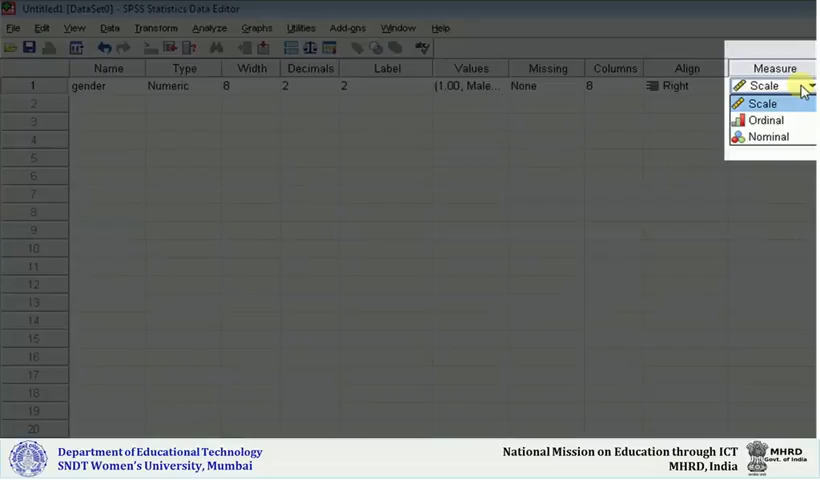 Untitled1 [DataSet0] - SPSS Statistics Data Editor
File Edit View Data Transform Analyze Graphs Utilities Add-ons Window Help
Name Type Width Decimals Label Values Missing Columns Align Measure
1 gender Numeric 8 2 2 (1.00, Male... None 8 Right Scale
2 Scale
3 Ordinal
4 Nominal
5
6
7
8
9
10
11
12
13
14
15
16
17
18
19
20
Department of Educational Technology
SNDT Women's University, Mumbai
National Mission on Education through ICT
MHRD, India
MHRD
Govt. of India